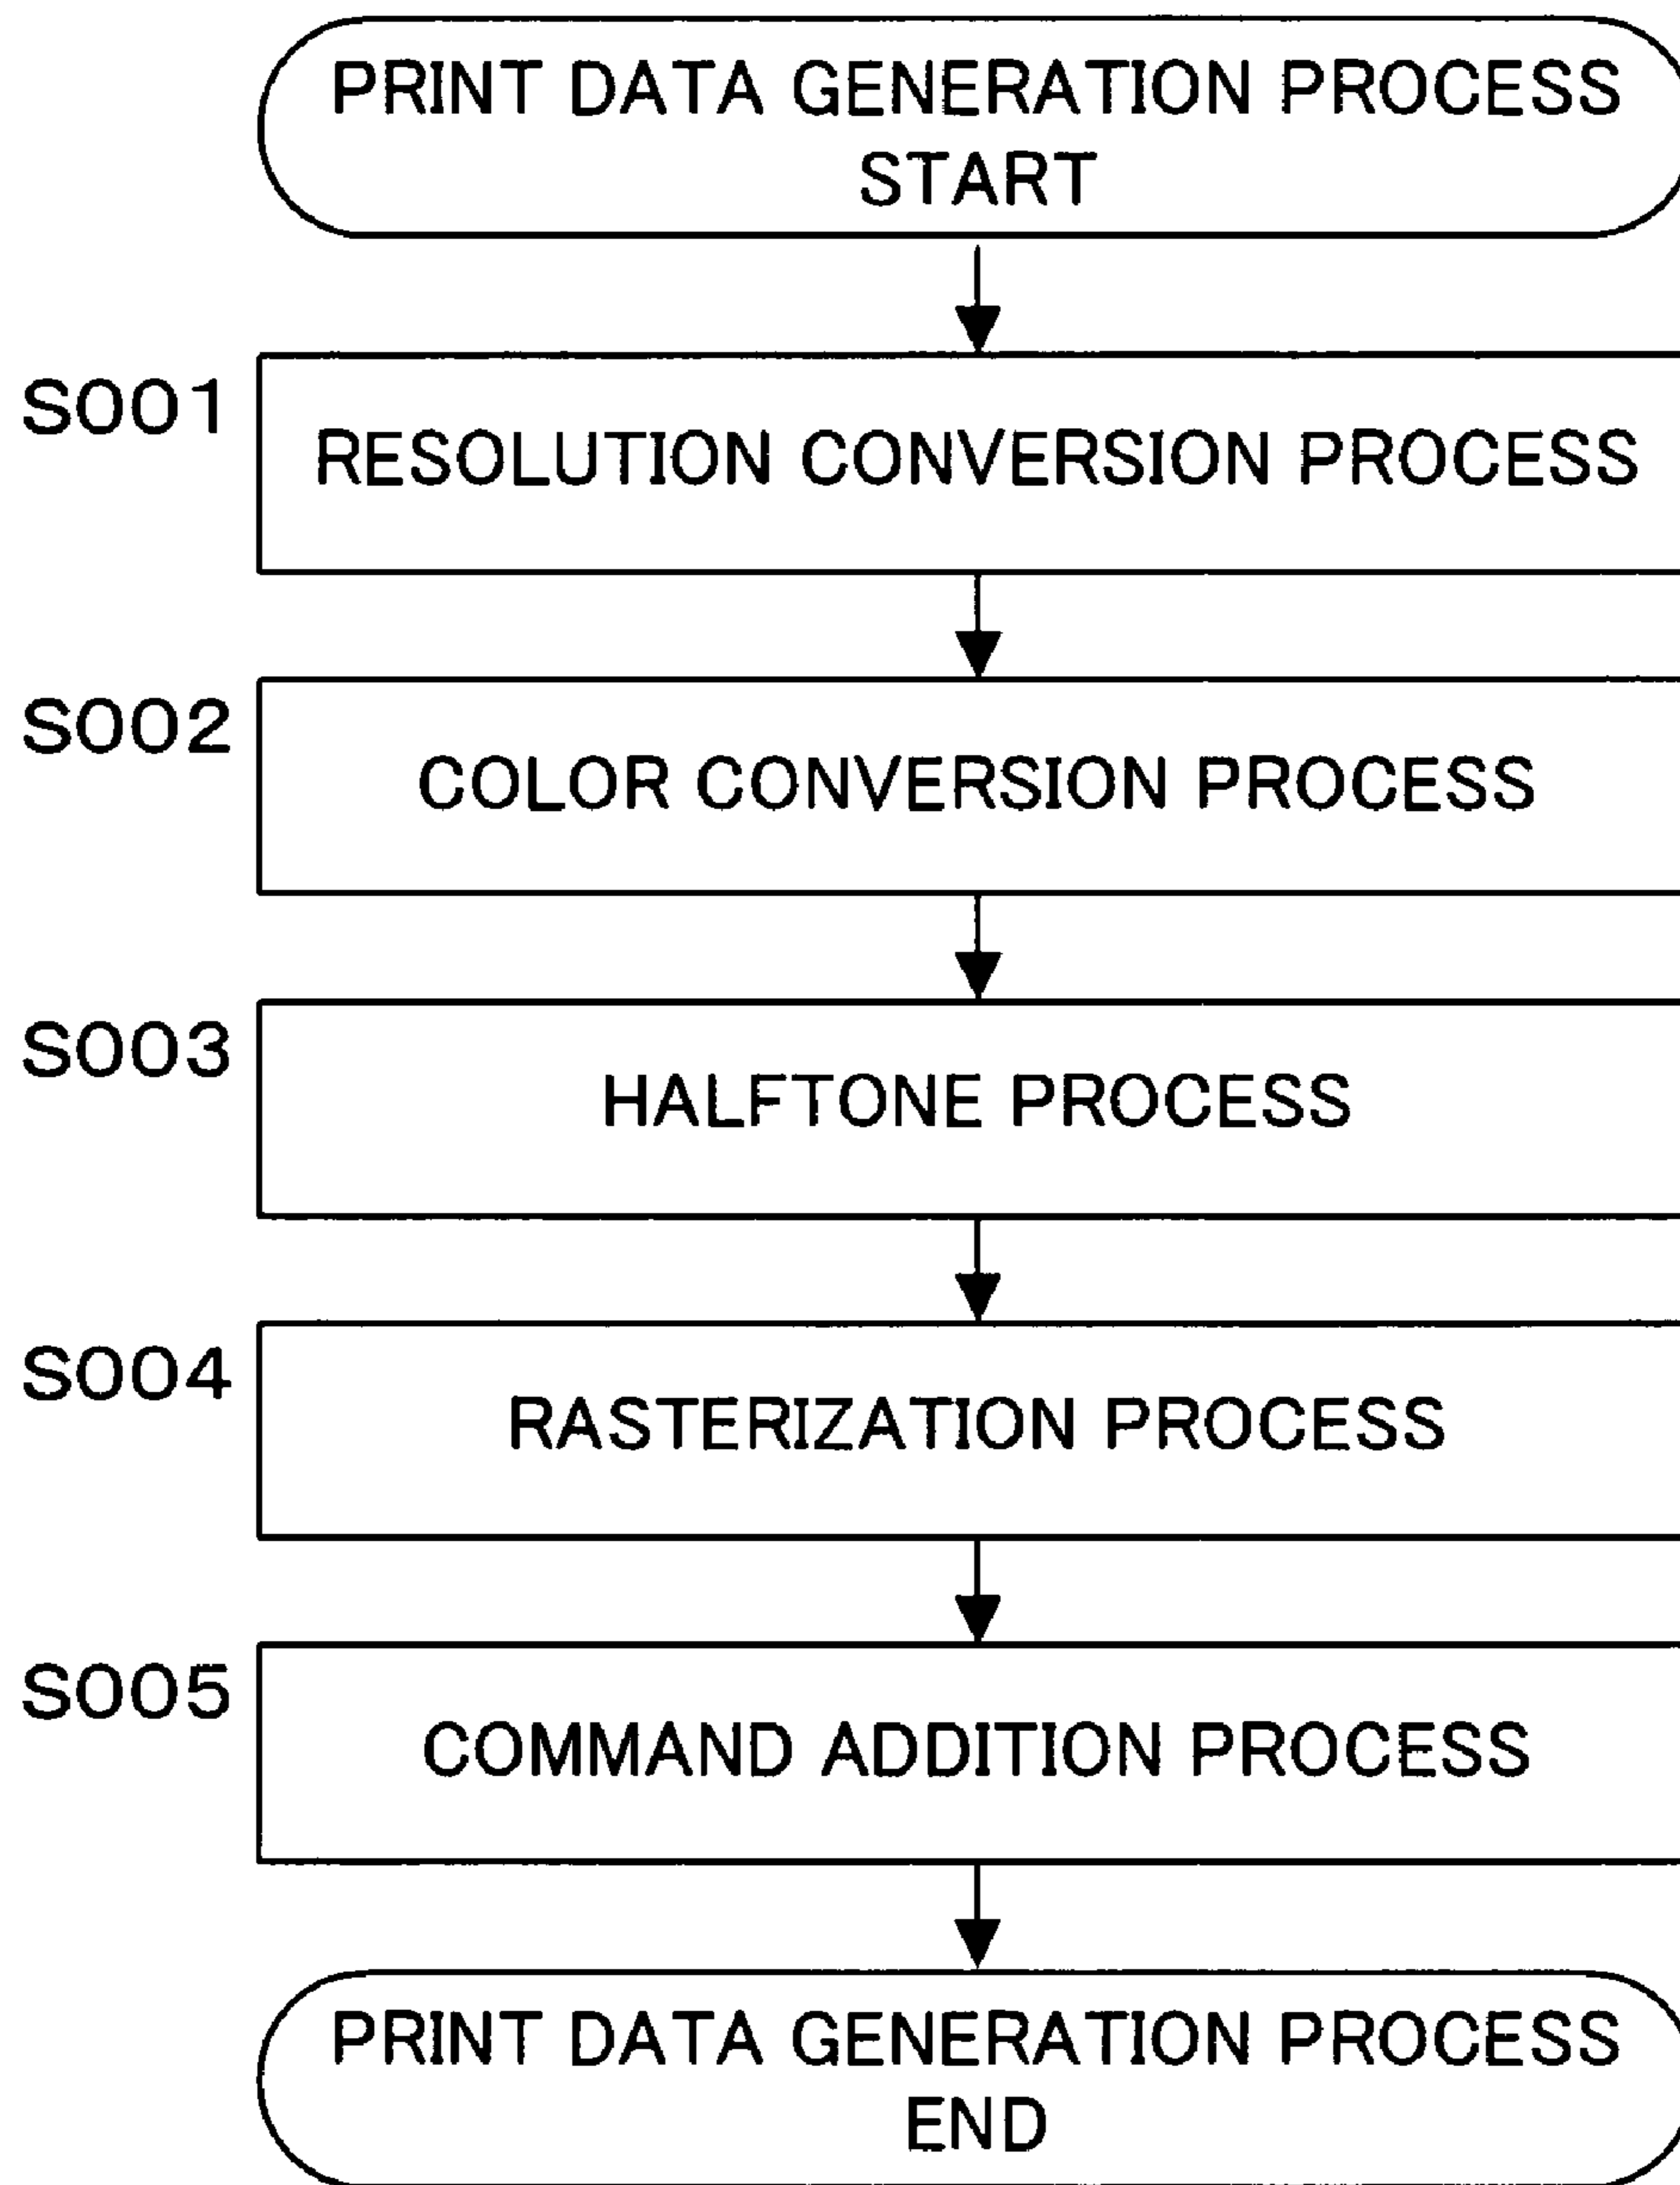 PRINT DATA GENERATION PROCESS
START
S001
RESOLUTION CONVERSION PROCESS
S002
COLOR CONVERSION PROCESS
S003
HALFTONE PROCESS
S004
RASTERIZATION PROCESS
S005
COMMAND ADDITION PROCESS
PRINT DATA GENERATION PROCESS
END